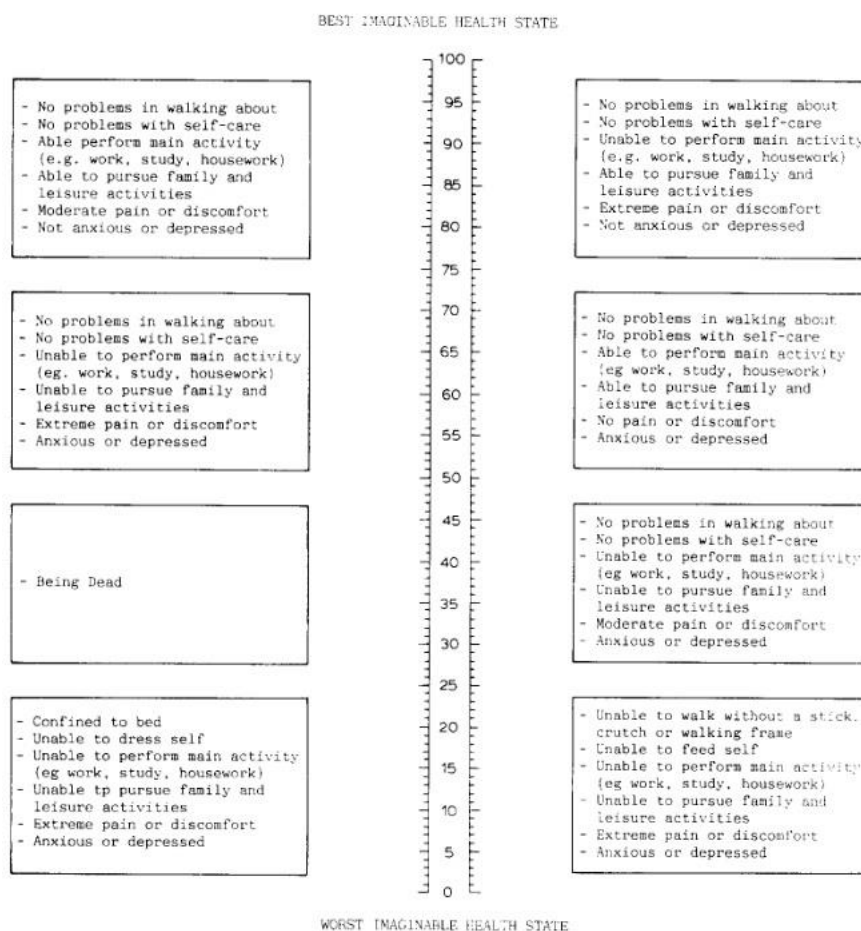 BEST IMAGINABLE HEALTH STATE
- No problems in walking about
- No problems with self-care
- Able perform main activity
(e.g. work, study, housework)
- Able to pursue family and
leisure activities
- Moderate pain or discomfort
- Not anxious or depressed
- No problems in walking about
- No problems with self-care
- Unable to perform main activity
(eg. work, study, housework)
- Unable to pursue family and
leisure activities
- Extreme pain or discomfort
- Anxious or depressed
- Being Dead
- Confined to bed
- Unable to dress self
- Unable to perform main activity
(eg work, study, housework)
- Unable tp pursue family and
leisure activities
- Extreme pain or discomfort
- Anxious or depressed
100
95
90
85
80
75
70
65
60
55
50
45
40
35
30
25
20
15
10
5
0
- No problems in walking about
- No problems with self-care
- Unable to perform main activity
(e.g. work, study, housework)
- Able to pursue family and
leisure activities
- Extreme pain or discomfort
- Not anxious or depressed
- No problems in walking about
- No problems with self-care
- Able to perform main activity
(eg work, study, housework)
- Able to pursue family and
leisure activities
- No pain or discomfort
- Anxious or depressed
- No problems in walking about
- No problems with self-care
- Unable to perform main activity
(eg work, study, housework)
- Unable to pursue family and
leisure activities
- Moderate pain or discomfort
- Anxious or depressed
- Unable to walk without a stick,
crutch or walking frame
- Unable to feed self
- Unable to perform main activity
(eg work, study, housework)
- Unable to pursue family and
leisure activities
- Extreme pain or discomfort
- Anxious or depressed
WORST IMAGINABLE HEALTH STATE